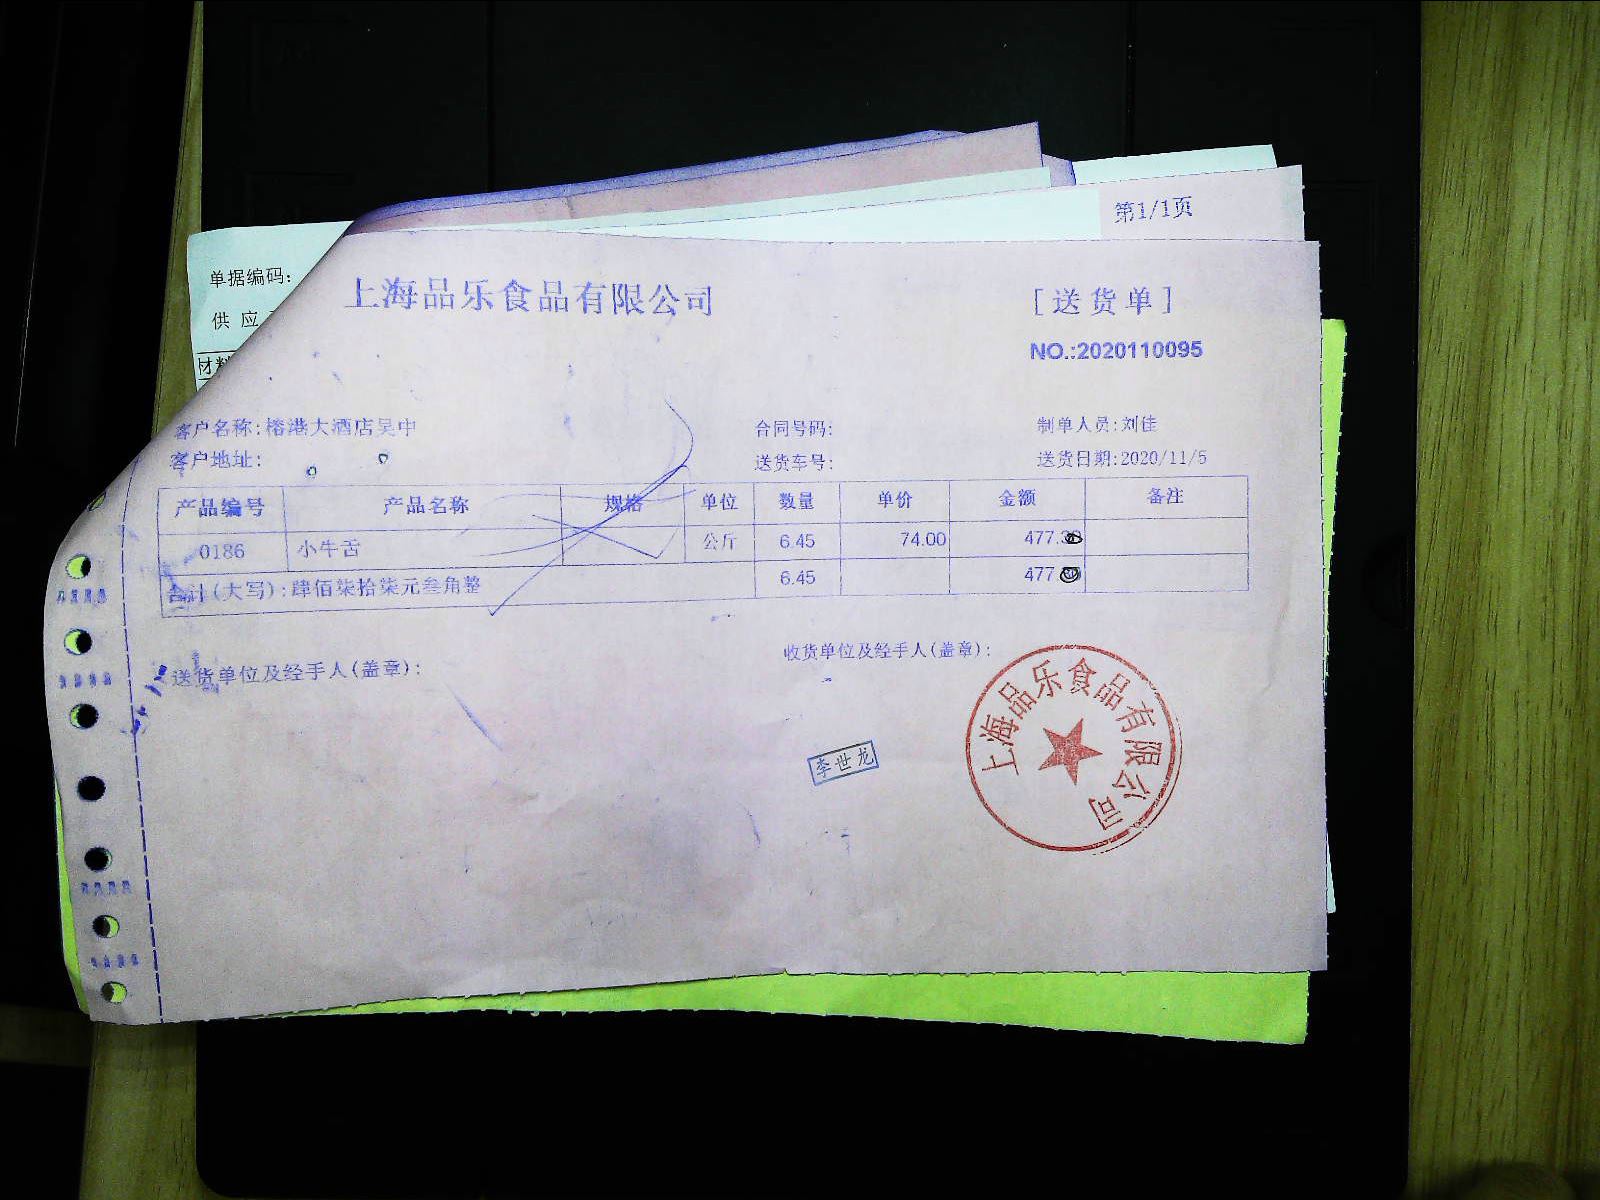 第1/1页
单据编码:
供 应
材料
上海品乐食品有限公司
[送货单]
NO.:2020110095
客户名称:榕港大酒店吴中
合同号码:
制单人员:刘佳
客户地址:
送货车号:
送货日期:2020/11/5
产品编号 产品名称 规格 单位 数量 单价 金额 备注
0186 小牛舌 公斤 6.45 74.00 477.
合计(大写):肆佰柒拾柒元叁角整 6.45 477
送货单位及经手人(盖章):
收货单位及经手人(盖章):
李世龙
上海品乐食品有限公司